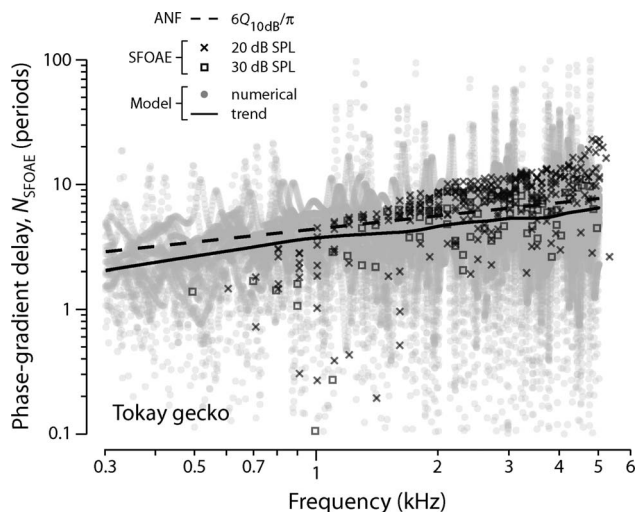 ANF 6Q10dB/π
SFOAE × 20 dB SPL
30 dB SPL
Model numerical
trend
Phase-gradient delay, NSFOAE (periods)
100
10
1
0.1
Tokay gecko
0.3 0.5 0.7 1 2 3 4 5 6
Frequency (kHz)